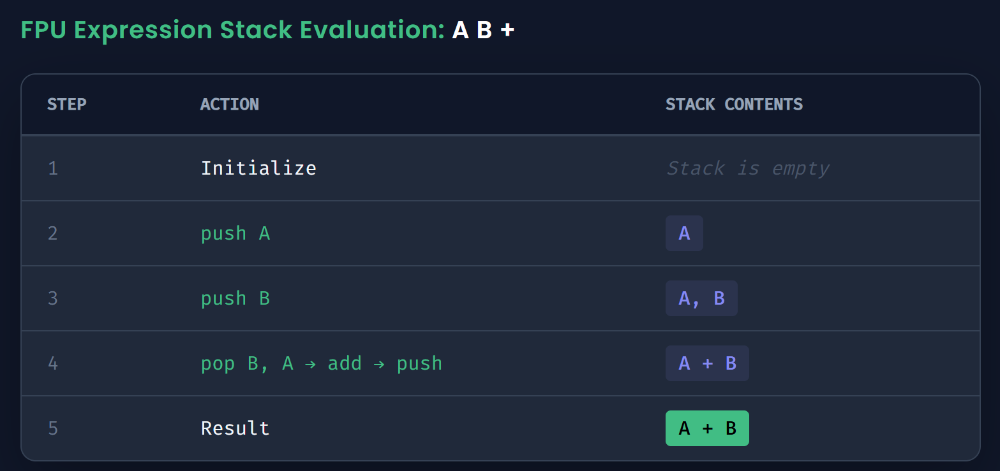 FPU Expression Stack Evaluation: A B +
STEP ACTION STACK CONTENTS
1 Initialize Stack is empty
2 push A A
3 push B A, B
4 pop B, A → add → push A + B
5 Result A + B